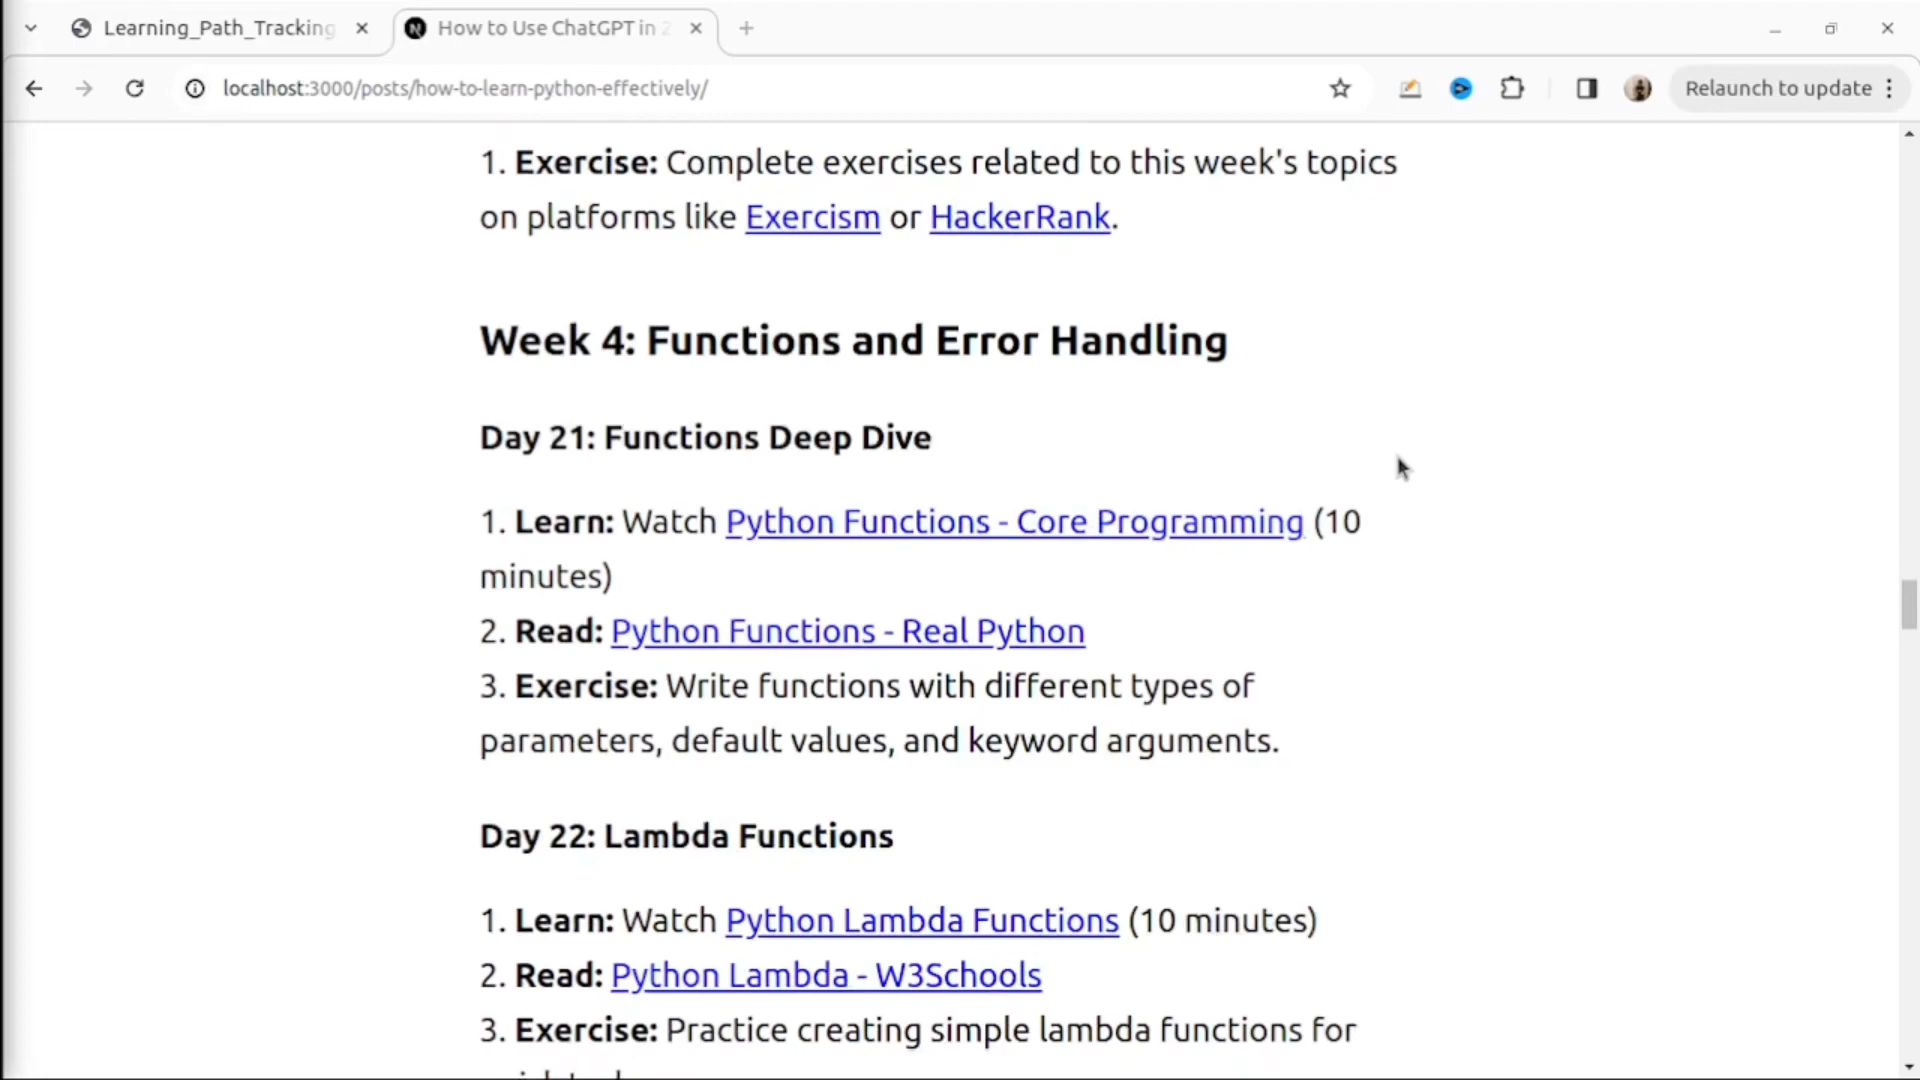 Learning_Path_Tracking
How to Use ChatGPT in 2
localhost:3000/posts/how-to-learn-python-effectively/
Relaunch to update
1. Exercise: Complete exercises related to this week's topics
on platforms like Exercism or HackerRank.
Week 4: Functions and Error Handling
Day 21: Functions Deep Dive
1. Learn: Watch Python Functions - Core Programming (10
minutes)
2. Read: Python Functions - Real Python
3. Exercise: Write functions with different types of
parameters, default values, and keyword arguments.
Day 22: Lambda Functions
1. Learn: Watch Python Lambda Functions (10 minutes)
2. Read: Python Lambda - W3Schools
3. Exercise: Practice creating simple lambda functions for